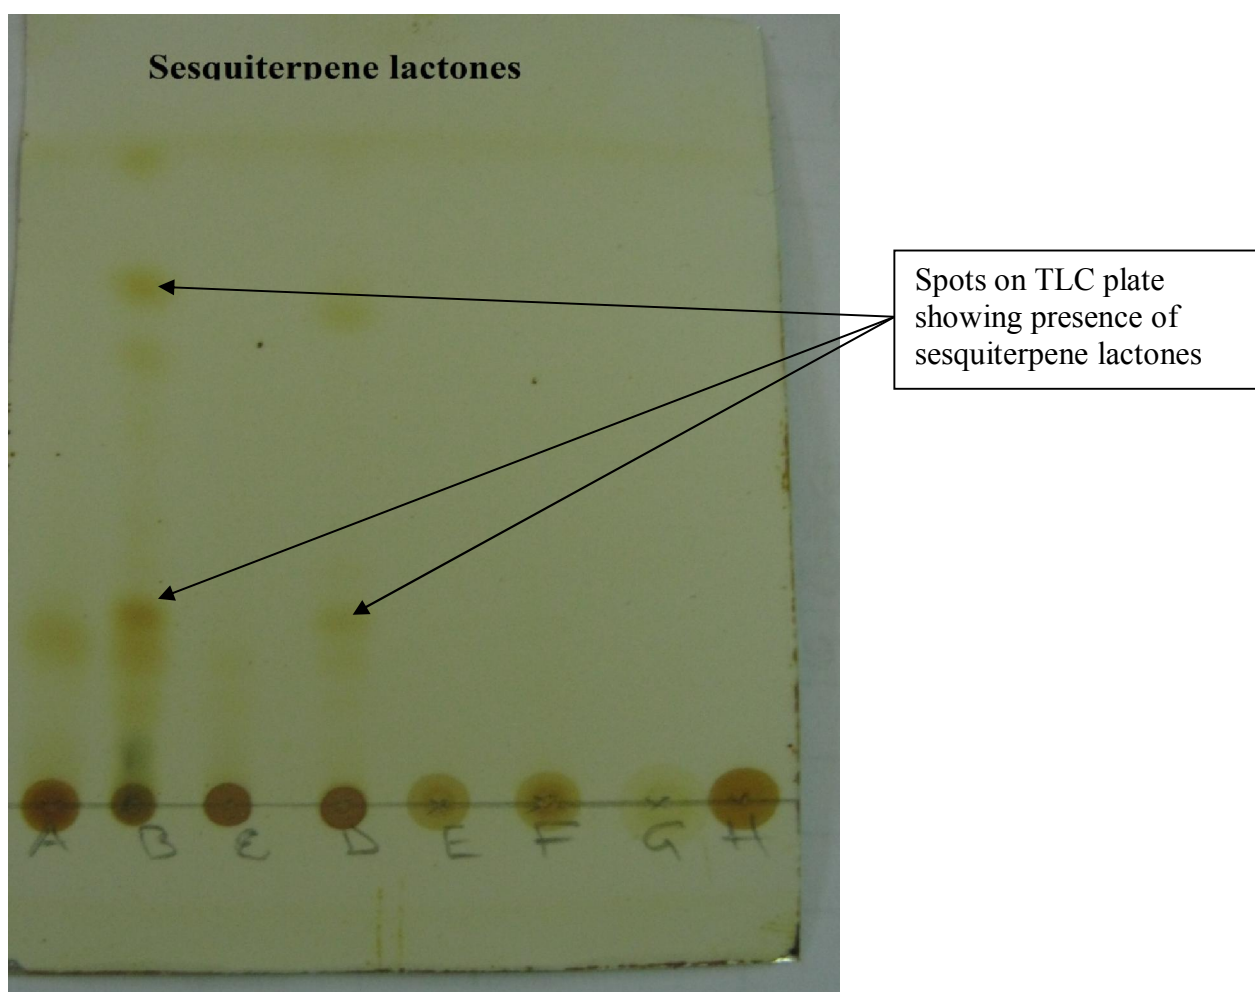 Sesquiterpene lactones
Spots on TLC plate
showing presence of
sesquiterpene lactones
A B C D E F G H